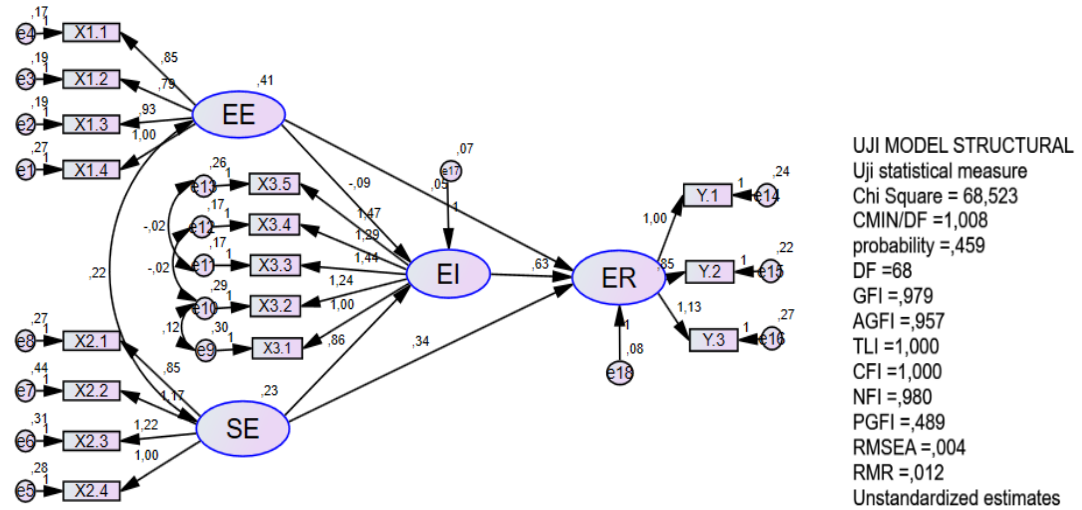 ,17
e4 1 X1.1
,85
,19
e3 1 X1.2
,79
,41
,19
e2 1 X1.3
,93
EE
,27
e1 1 X1.4
1,00
,07
e17
1
,26
e13 1 X3.5
-,09
,05
,24
Y.1 1 e14
,17
e12 1 X3.4
1,47
1,00
-,02
1,29
,17
e11 1 X3.3
1,44
EI
,63
ER
,85
,22
Y.2 1 e15
-,02
,22
,29
e10 1 X3.2
1,24
1,13
,27
Y.3 1 e16
,12
,30
e9 1 X3.1
1,00
,86
,34
1
,08
e18
,27
e8 1 X2.1
,85
,44
e7 1 X2.2
1,17
,23
,31
e6 1 X2.3
1,22
SE
,28
e5 1 X2.4
1,00
UJI MODEL STRUCTURAL
Uji statistical measure
Chi Square = 68,523
CMIN/DF =1,008
probability =,459
DF =68
GFI =,979
AGFI =,957
TLI =1,000
CFI =1,000
NFI =,980
PGFI =,489
RMSEA =,004
RMR =,012
Unstandardized estimates